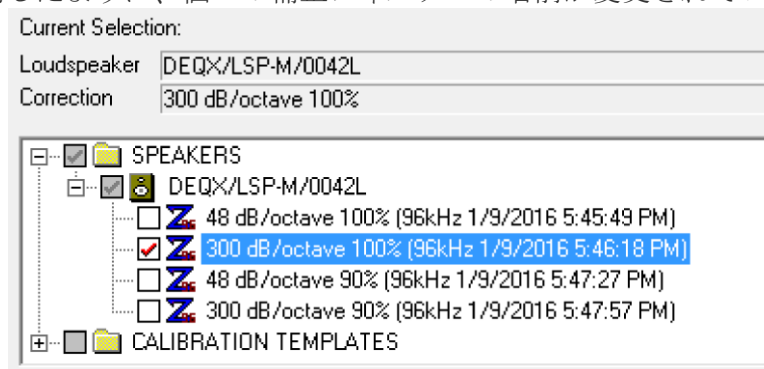 Current Selection:
Loudspeaker DEQX/LSP-M/0042L
Correction 300 dB/octave 100%
SPEAKERS
DEQX/LSP-M/0042L
48 dB/octave 100% (96kHz 1/9/2016 5:45:49 PM)
300 dB/octave 100% (96kHz 1/9/2016 5:46:18 PM)
48 dB/octave 90% (96kHz 1/9/2016 5:47:27 PM)
300 dB/octave 90% (96kHz 1/9/2016 5:47:57 PM)
CALIBRATION TEMPLATES